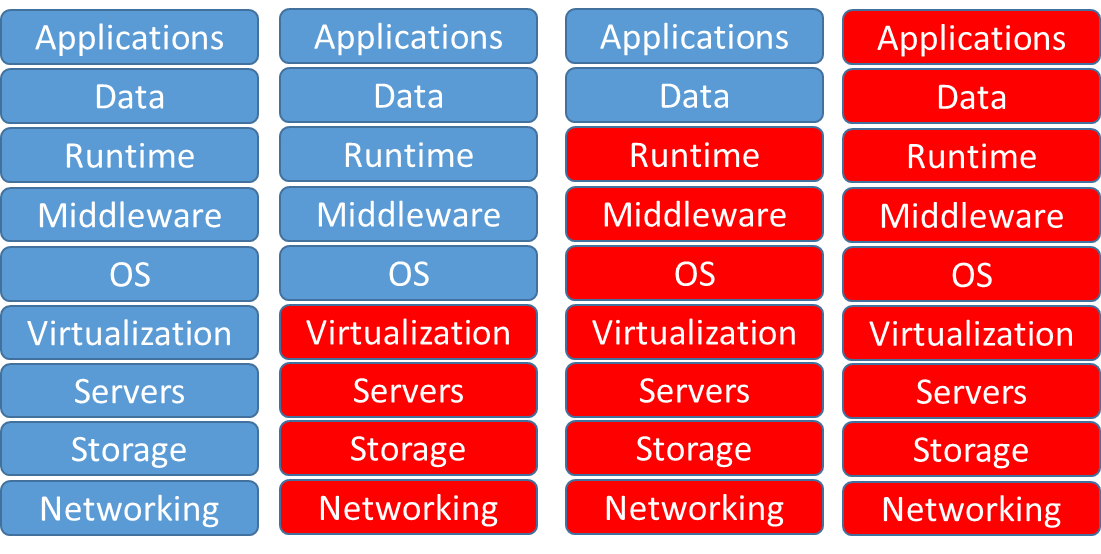 Applications
Data
Runtime
Middleware
OS
Virtualization
Servers
Storage
Networking
Applications
Data
Runtime
Middleware
OS
Virtualization
Servers
Storage
Networking
Applications
Data
Runtime
Middleware
OS
Virtualization
Servers
Storage
Networking
Applications
Data
Runtime
Middleware
OS
Virtualization
Servers
Storage
Networking